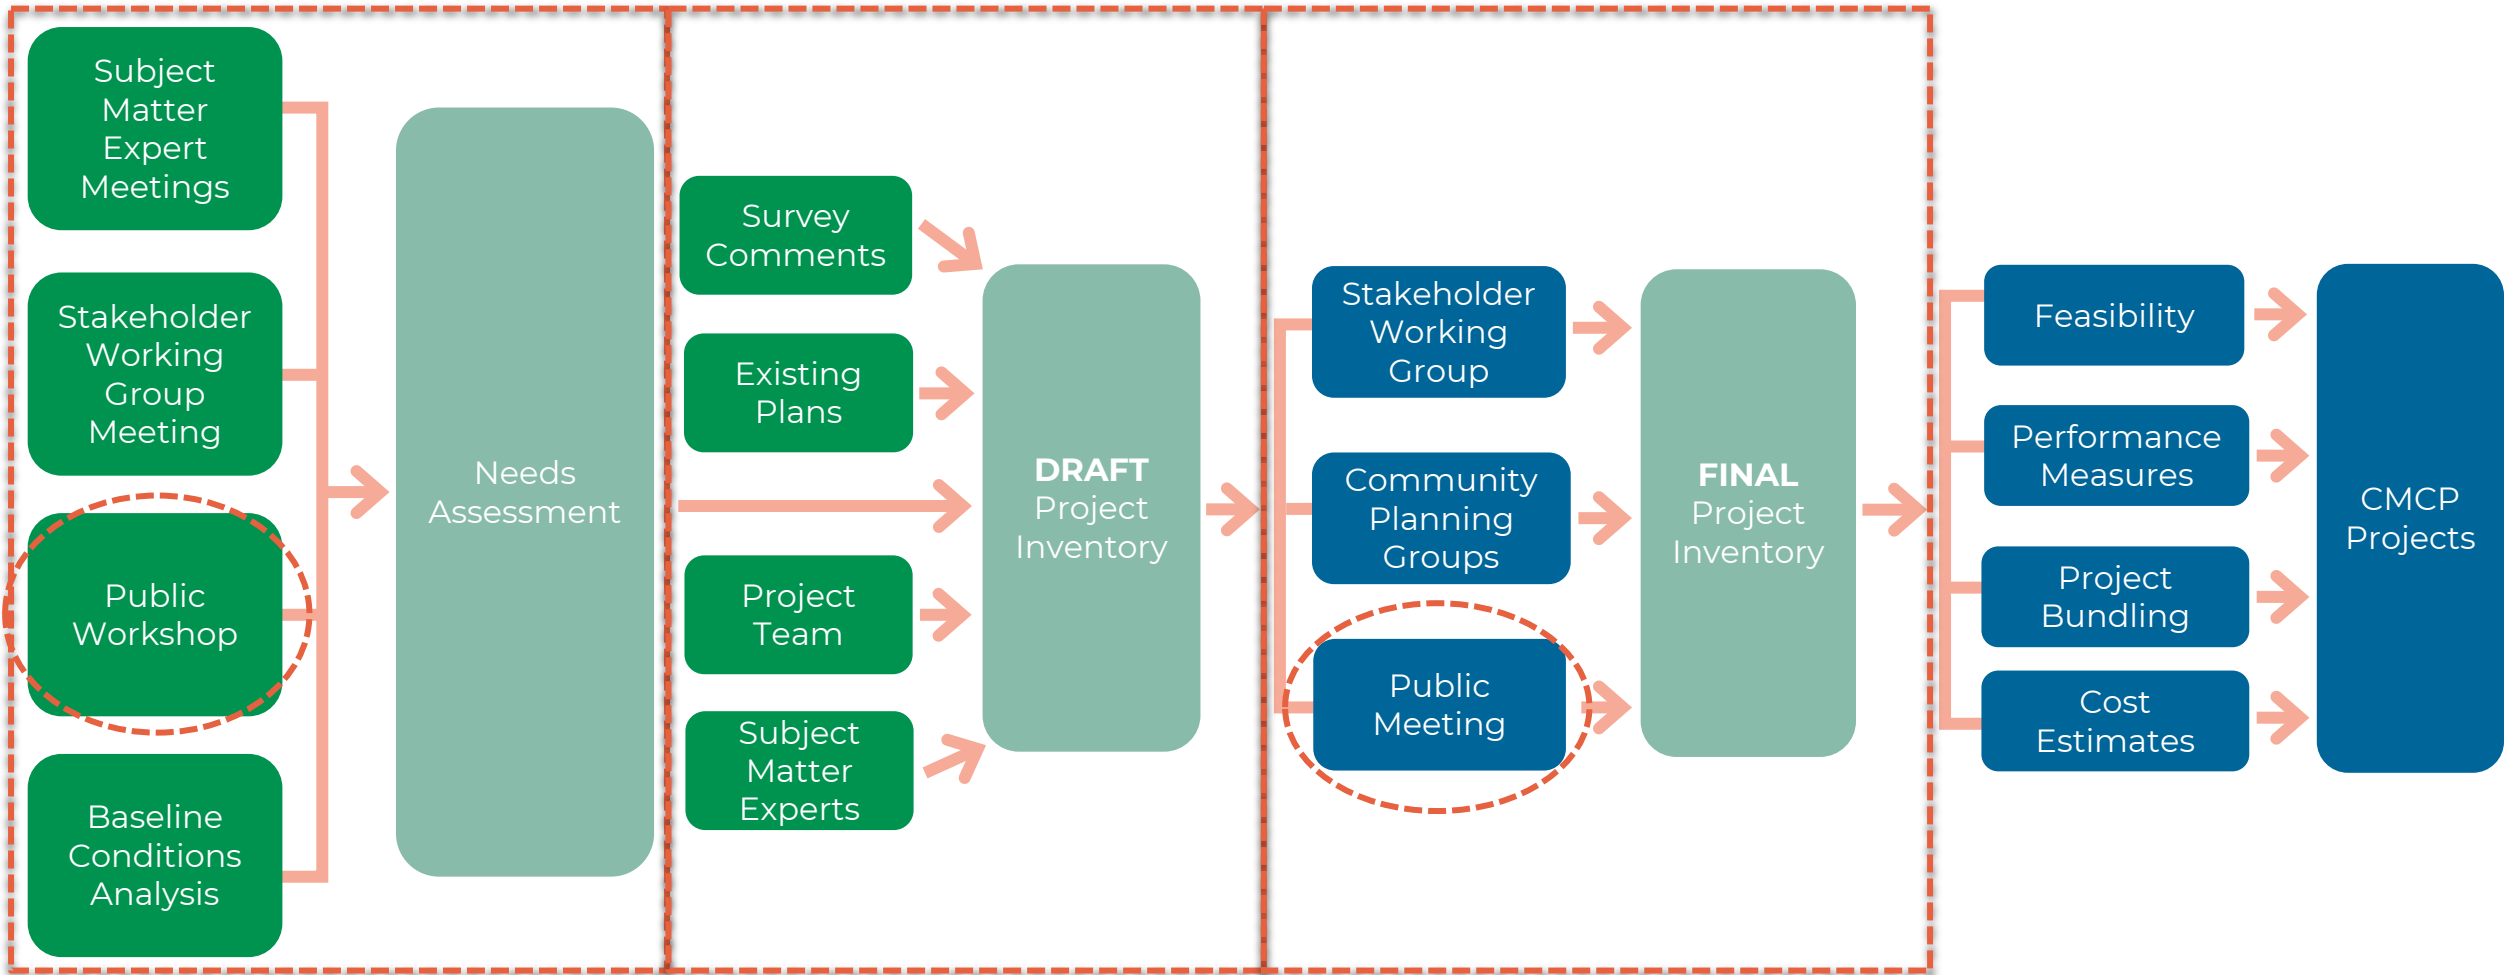 Subject
Matter
Expert
Meetings
Stakeholder
Working
Group
Meeting
Public
Workshop
Baseline
Conditions
Analysis
Needs
Assessment
Survey
Comments
Existing
Plans
Project
Team
Subject
Matter
Experts
DRAFT
Project
Inventory
Stakeholder
Working
Group
Community
Planning
Groups
Public
Meeting
FINAL
Project
Inventory
Feasibility
Performance
Measures
Project
Bundling
Cost
Estimates
CMCP
Projects